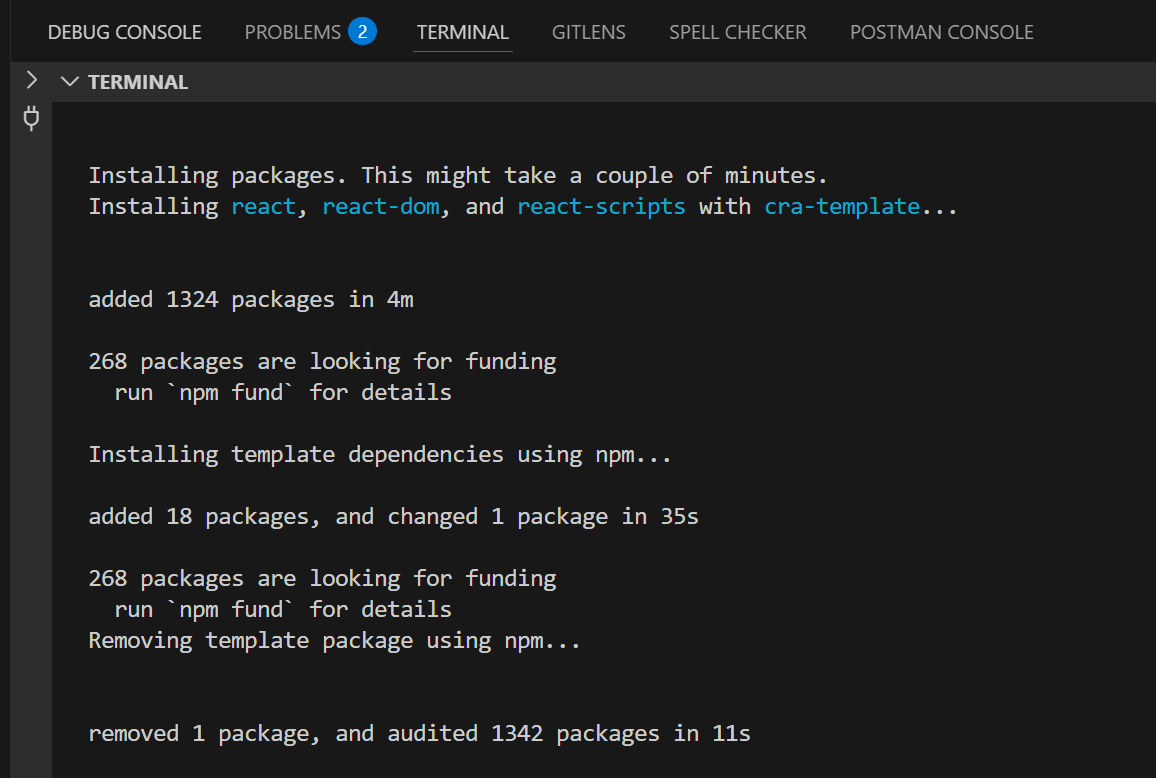 DEBUG CONSOLE PROBLEMS 2 TERMINAL GITLENS SPELL CHECKER POSTMAN CONSOLE
TERMINAL
Installing packages. This might take a couple of minutes.
Installing react, react-dom, and react-scripts with cra-template...
added 1324 packages in 4m
268 packages are looking for funding
  run `npm fund` for details
Installing template dependencies using npm...
added 18 packages, and changed 1 package in 35s
268 packages are looking for funding
  run `npm fund` for details
Removing template package using npm...
removed 1 package, and audited 1342 packages in 11s